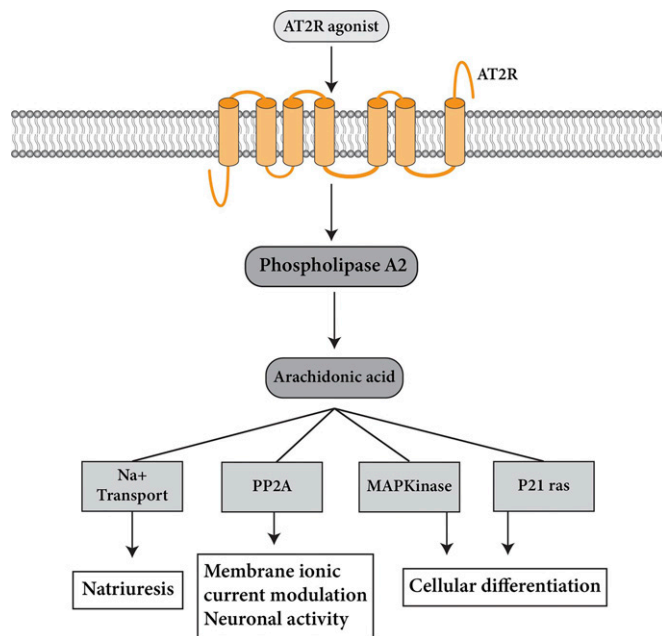 AT2R agonist
AT2R
Phospholipase A2
Arachidonic acid
Na+
Transport
PP2A
MAPKinase
P21 ras
Natriuresis
Membrane ionic
current modulation
Neuronal activity
Cellular differentiation